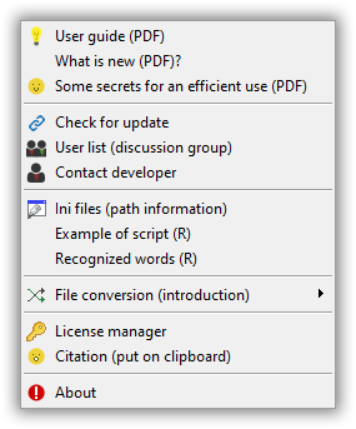 User guide (PDF)
What is new (PDF)?
Some secrets for an efficient use (PDF)
Check for update
User list (discussion group)
Contact developer
Ini files (path information)
Example of script (R)
Recognized words (R)
File conversion (introduction)
License manager
Citation (put on clipboard)
About